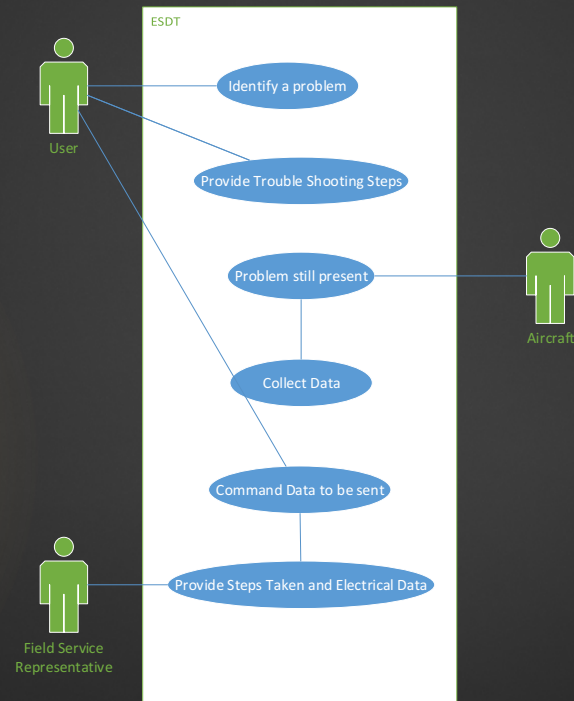 ESDT
Identify a problem
User
Provide Trouble Shooting Steps
Problem still present
Aircraft
Collect Data
Command Data to be sent
Provide Steps Taken and Electrical Data
Field Service
Representative